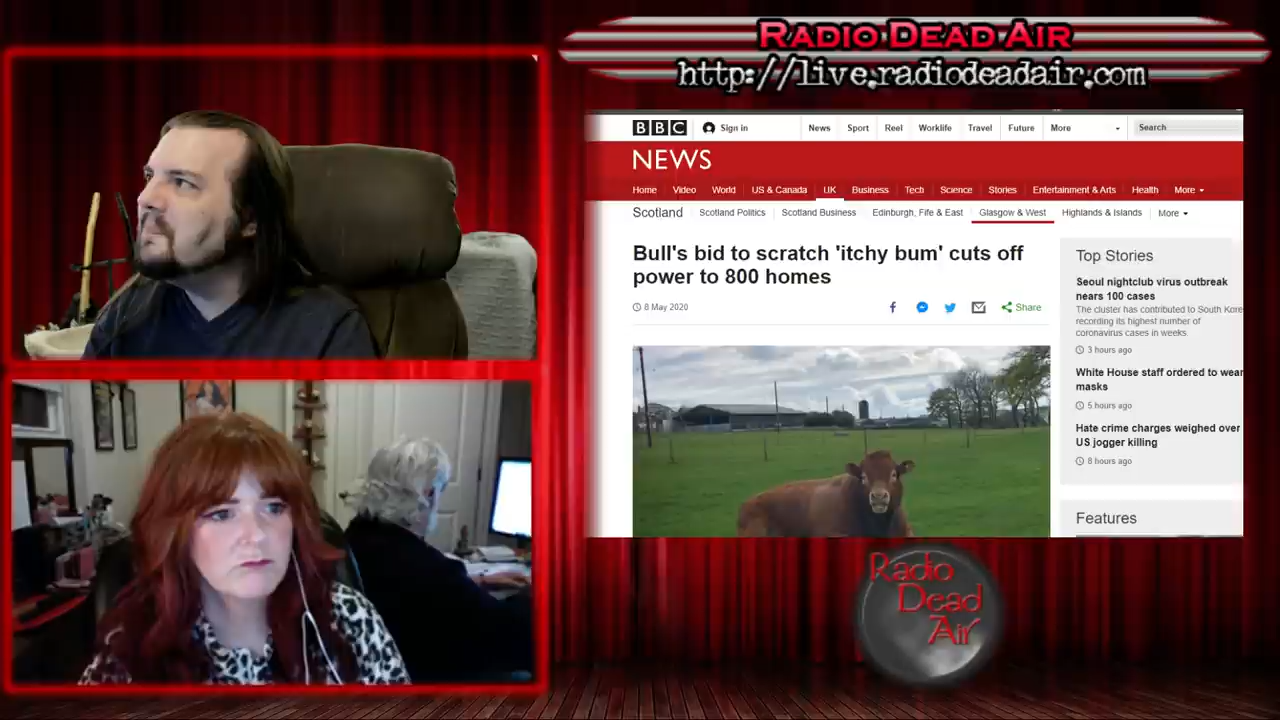 RADIO DEAD AIR
http://live.radiodeadair.com
BBC Sign in News Sport Reel Worklife Travel Future More Search
NEWS
Home Video World US & Canada UK Business Tech Science Stories Entertainment & Arts Health More
Scotland Scotland Politics Scotland Business Edinburgh, Fife & East Glasgow & West Highlands & Islands More
Bull's bid to scratch 'itchy bum' cuts off
power to 800 homes
8 May 2020
Share
Top Stories
Seoul nightclub virus outbreak
nears 100 cases
The cluster has contributed to South Kore
recording its highest number of
coronavirus cases in weeks.
3 hours ago
White House staff ordered to wear
masks
5 hours ago
Hate crime charges weighed over
US jogger killing
8 hours ago
Features
Radio
Dead
Air